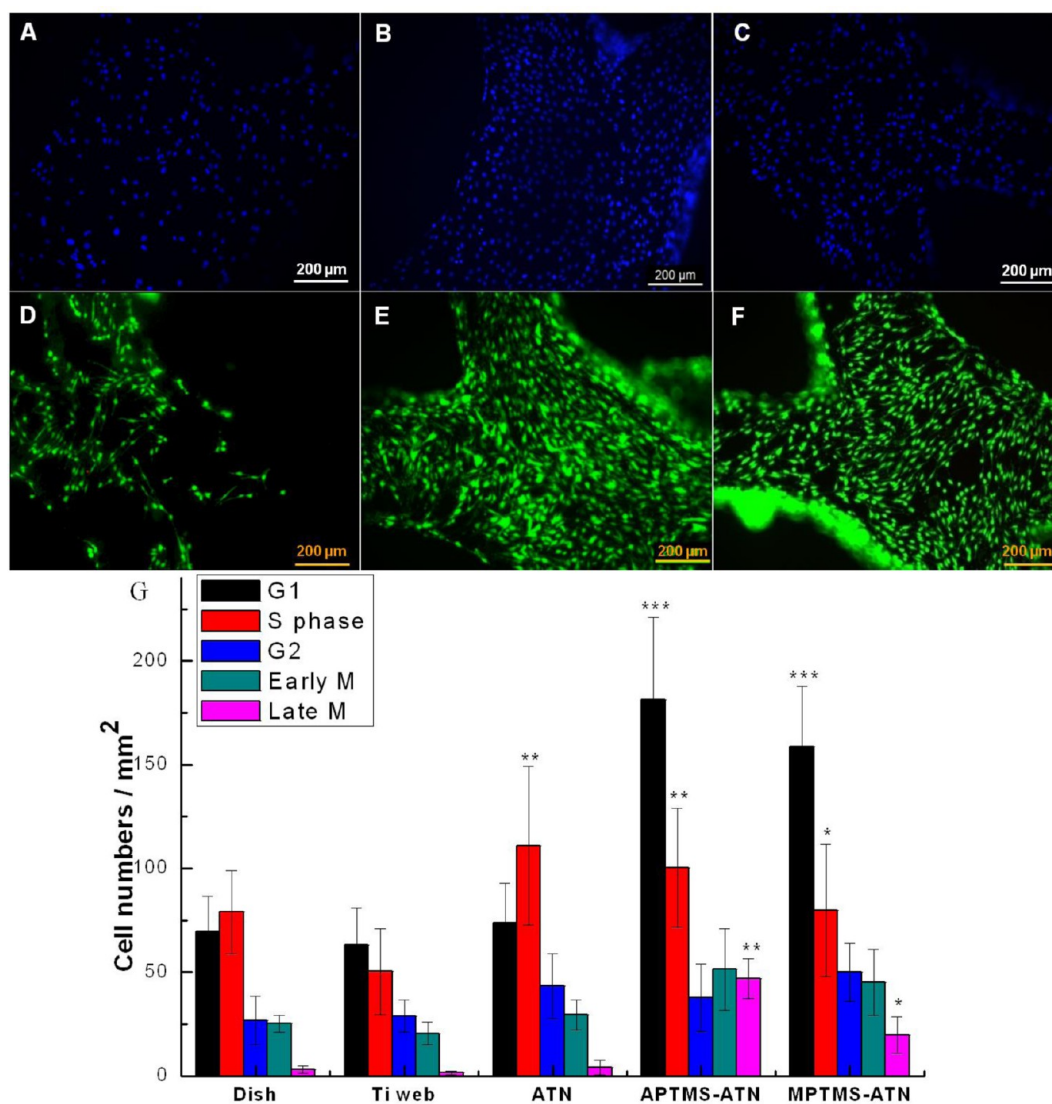 A
B
C
200 µm
200 µm
200 µm
D
E
F
200 µm
200 µm
200 µm
G
G1
S phase
G2
Early M
Late M
Cell numbers / mm2
200
150
100
50
0
***
**
**
**
***
*
*
Dish
Ti web
ATN
APTMS-ATN
MPTMS-ATN